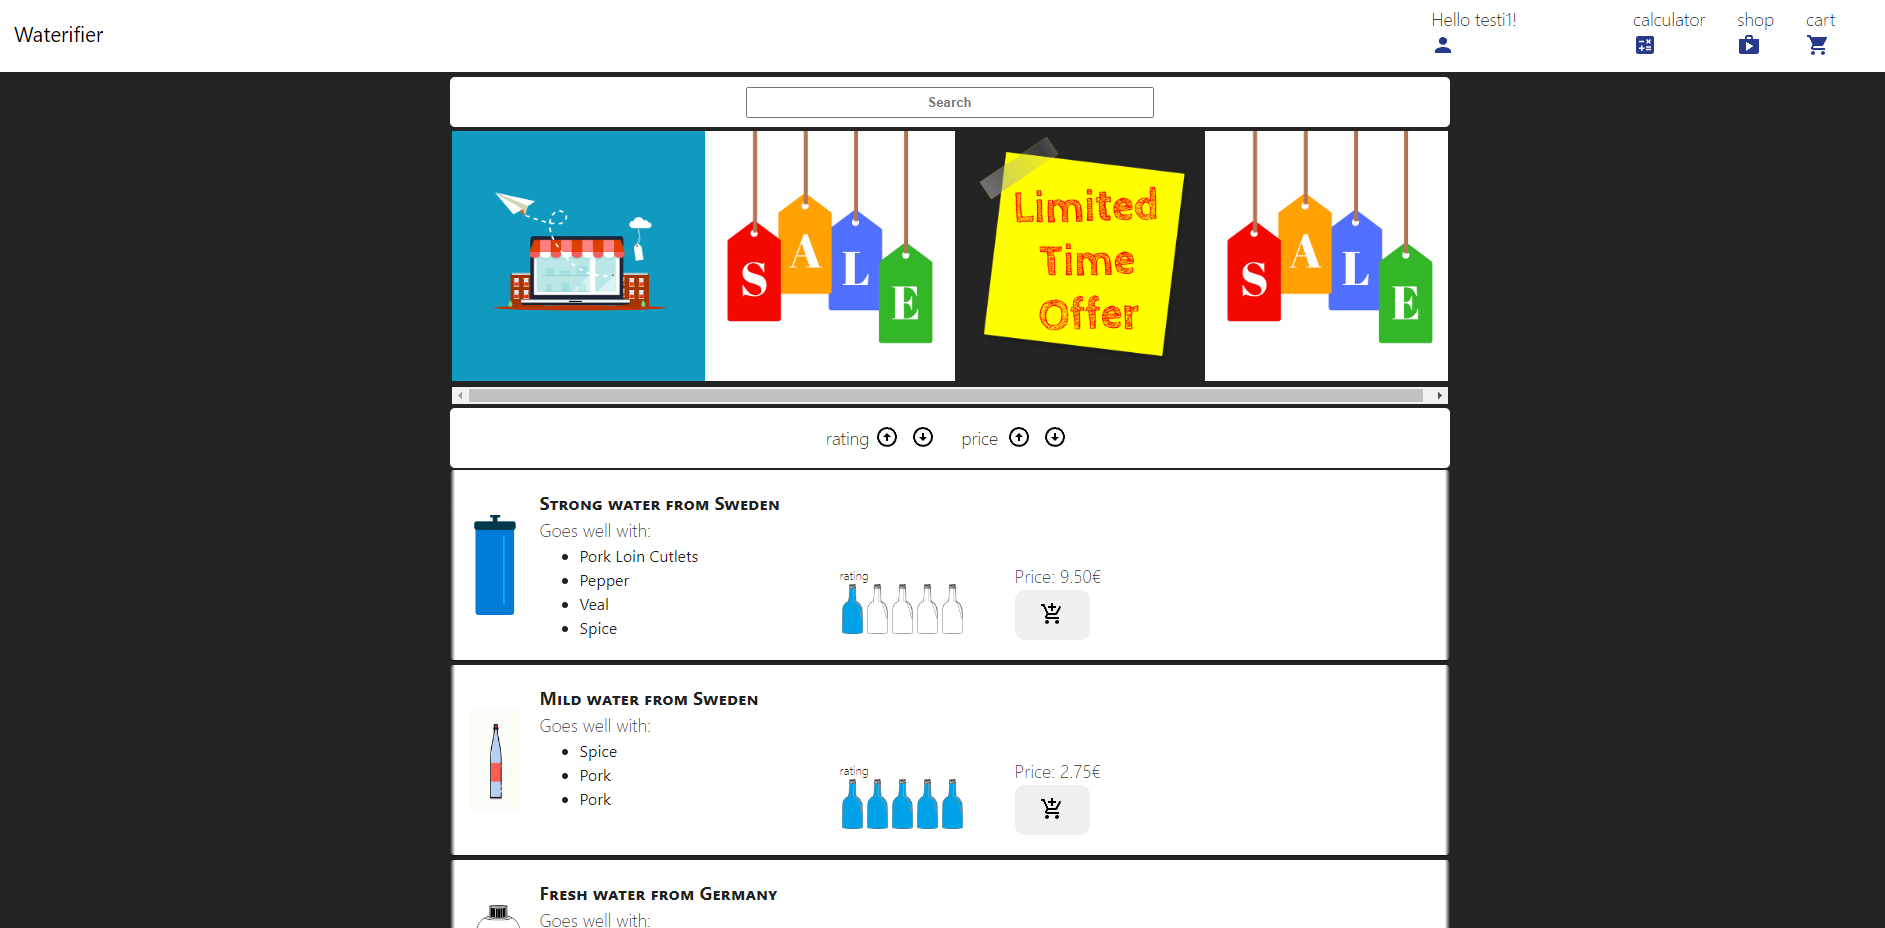 Waterifier
Hello testi1!
calculator
shop
cart
Search
S A L E
Limited
Time
Offer
S A L E
rating
price
Strong water from Sweden
Goes well with:
Pork Loin Cutlets
Pepper
Veal
Spice
rating
Price: 9.50€
Mild water from Sweden
Goes well with:
Spice
Pork
Pork
rating
Price: 2.75€
Fresh water from Germany
Goes well with: